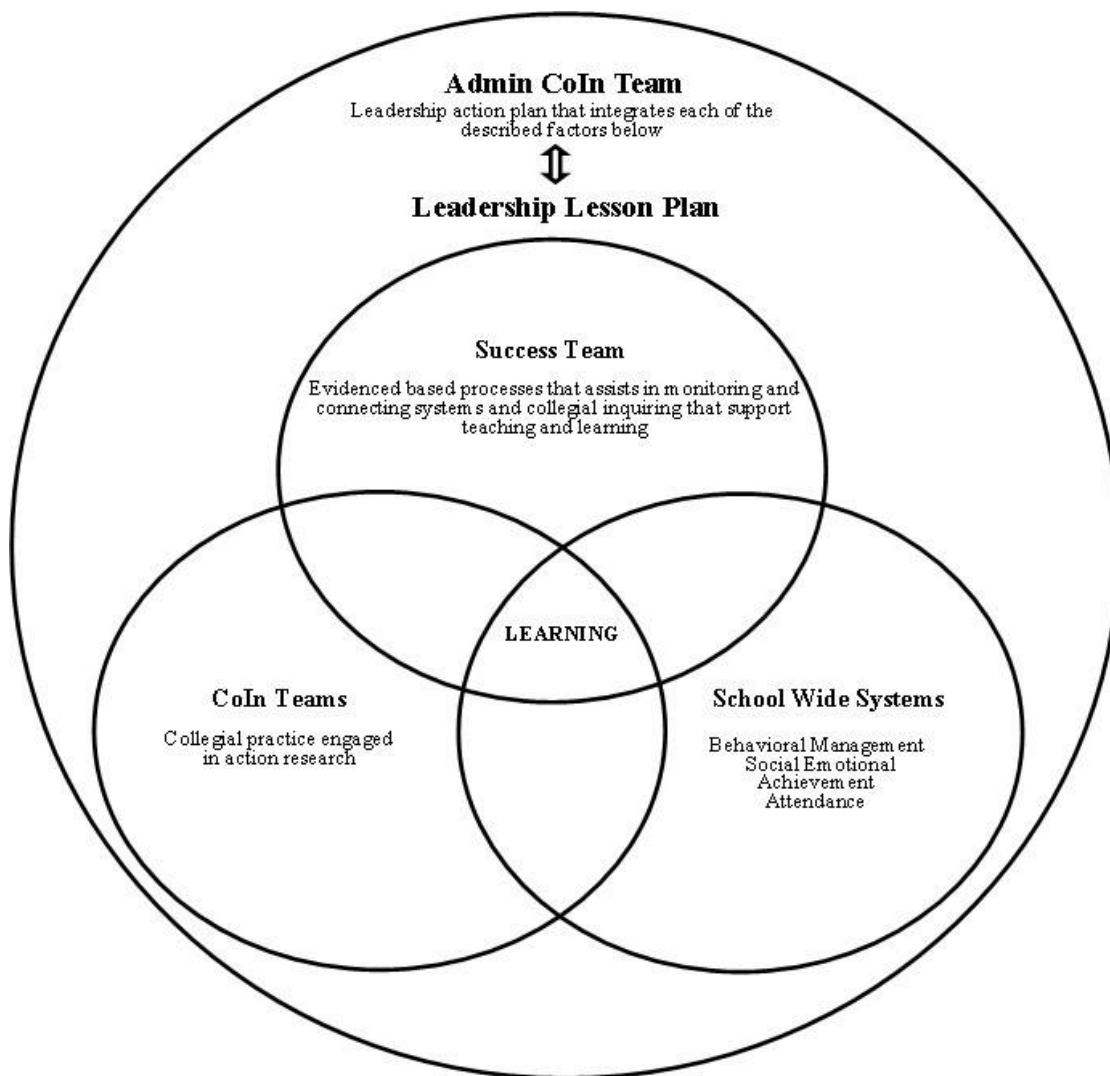 Admin CoIn Team
Leadership action plan that integrates each of the
described factors below
Leadership Lesson Plan
Success Team
Evidenced based processes that assists in monitoring and
connecting systems and collegial inquiring that support
teaching and learning
LEARNING
CoIn Teams
Collegial practice engaged
in action research
School Wide Systems
Behavioral Management
Social Emotional
Achievement
Attendance